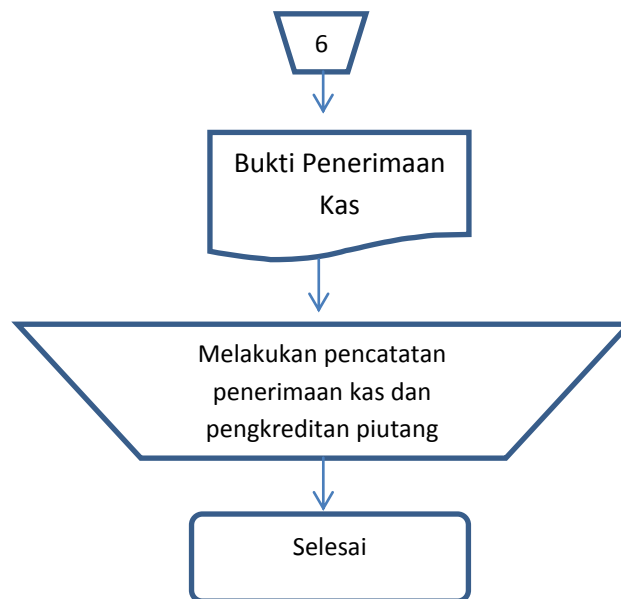 6
Bukti Penerimaan
Kas
Melakukan pencatatan
penerimaan kas dan
pengkreditan piutang
Selesai